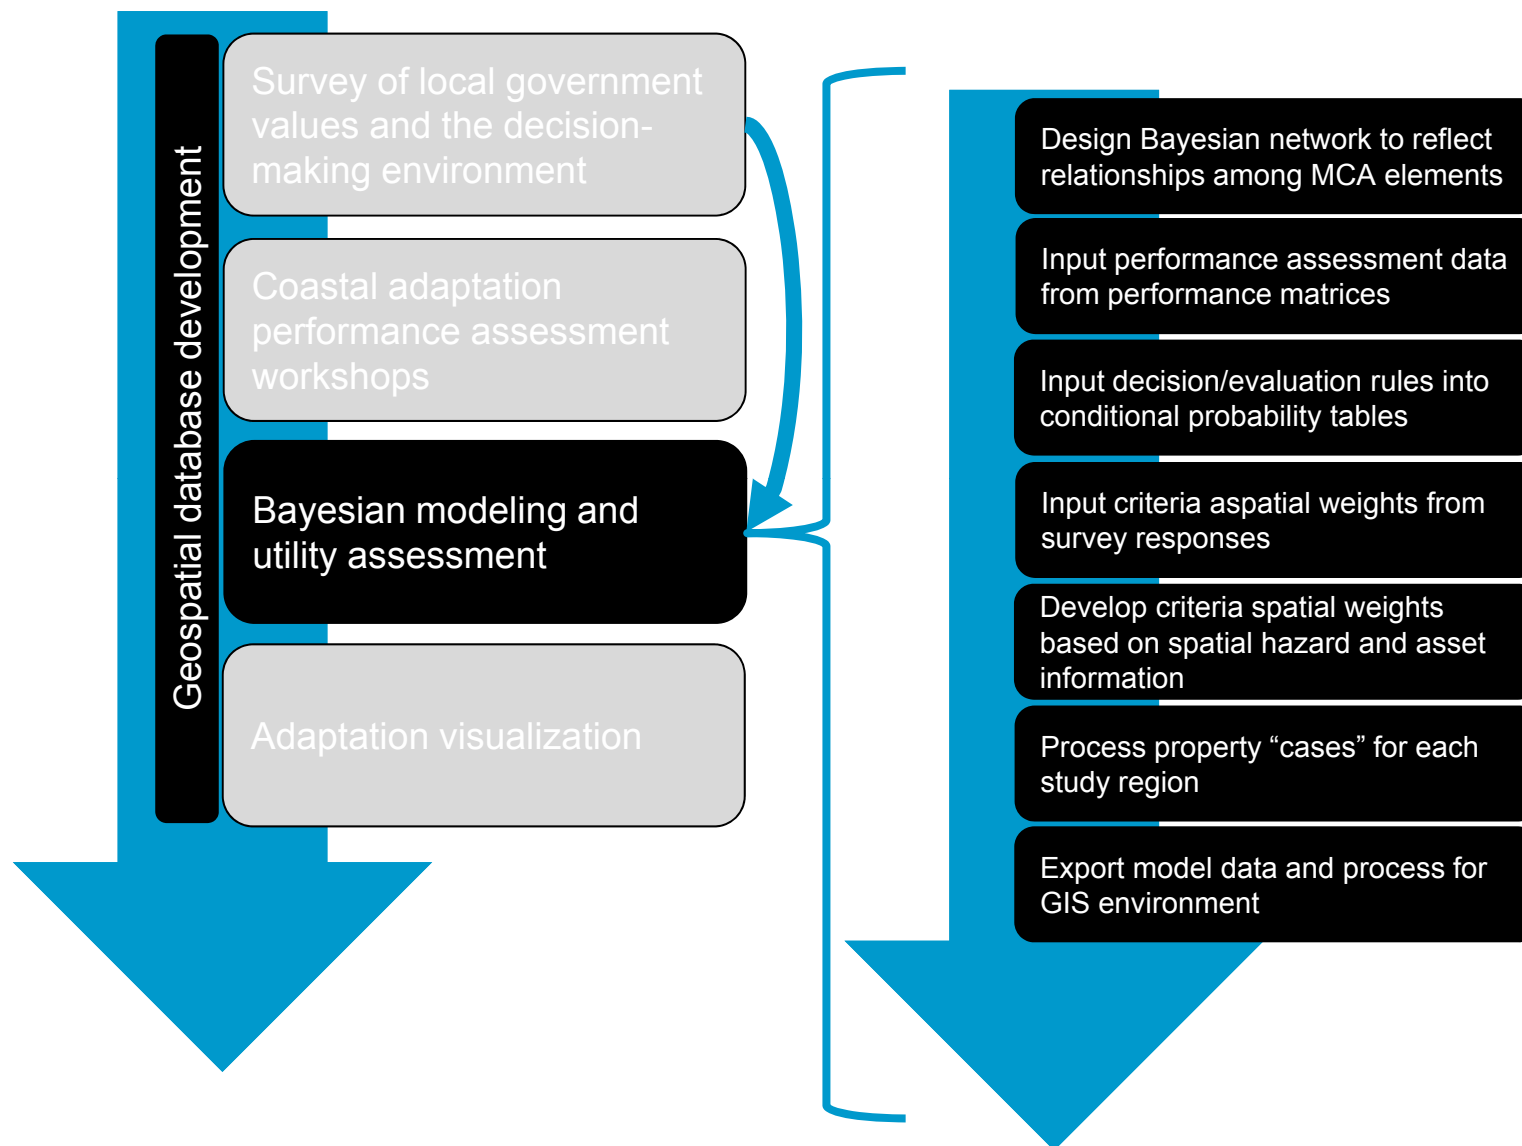 Geospatial database development
Survey of local government
values and the decision-
making environment
Coastal adaptation
performance assessment
workshops
Bayesian modeling and
utility assessment
Adaptation visualization
Design Bayesian network to reflect
relationships among MCA elements
Input performance assessment data
from performance matrices
Input decision/evaluation rules into
conditional probability tables
Input criteria aspatial weights from
survey responses
Develop criteria spatial weights
based on spatial hazard and asset
information
Process property “cases” for each
study region
Export model data and process for
GIS environment